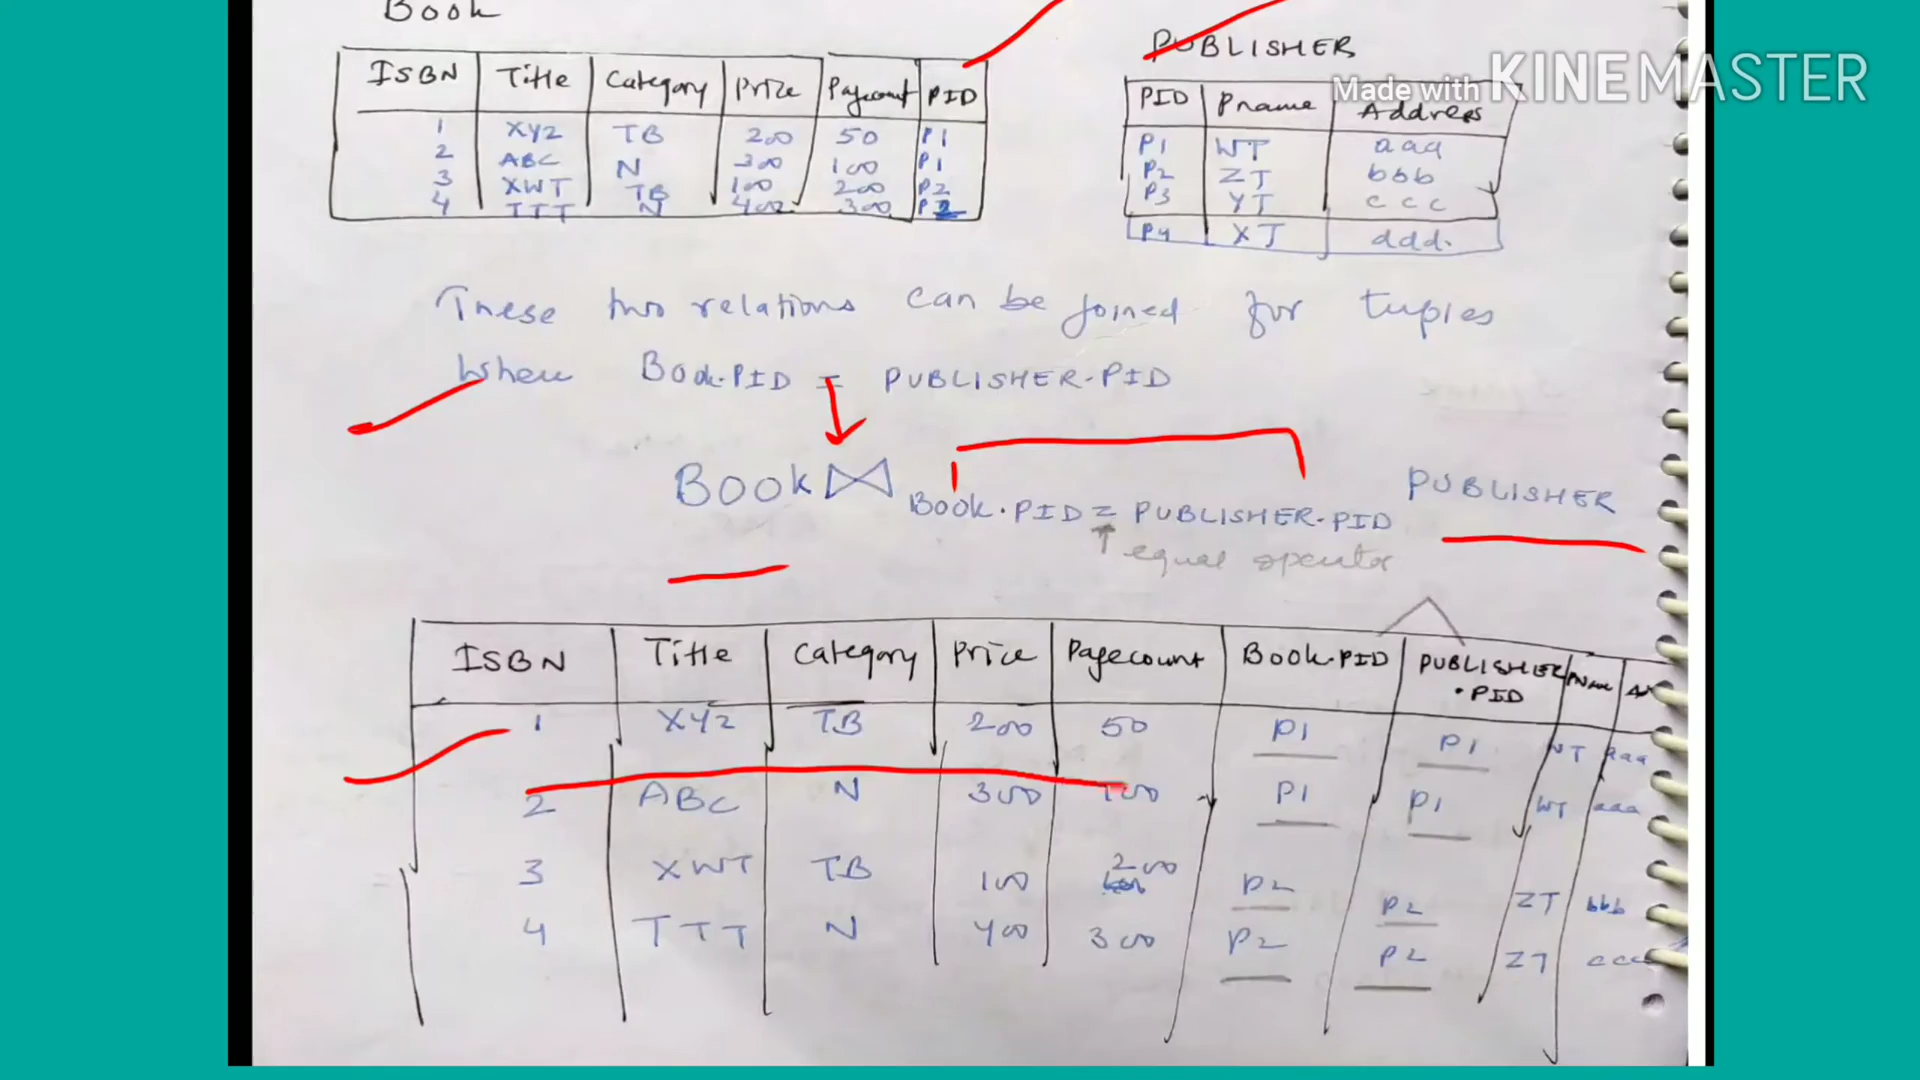 Book
ISBN Title Category Price Pagecount PID
1 XYZ TB 200 50 P1
2 ABC N 300 100 P1
3 XWT TB 100 200 P2
4 TTT N 400 300 P2
PUBLISHER
Made with KINEMASTER
PID Pname Address
P1 WT aaa
P2 ZT bbb
P3 YT ccc
P4 XT ddd.
These two relations can be joined for tuples
When Book.PID = PUBLISHER.PID
Book ⋈ Book.PID = PUBLISHER.PID PUBLISHER
↑ equal operator
ISBN Title Category Price Pagecount Book.PID PUBLISHER.PID Pname
1 XYZ TB 200 50 P1 P1 WT aaa
2 ABC N 300 100 P1 P1 WT aaa
3 XWT TB 100 200 P2 P2 ZT bbb
4 TTT N 400 300 P2 P2 ZT ccc